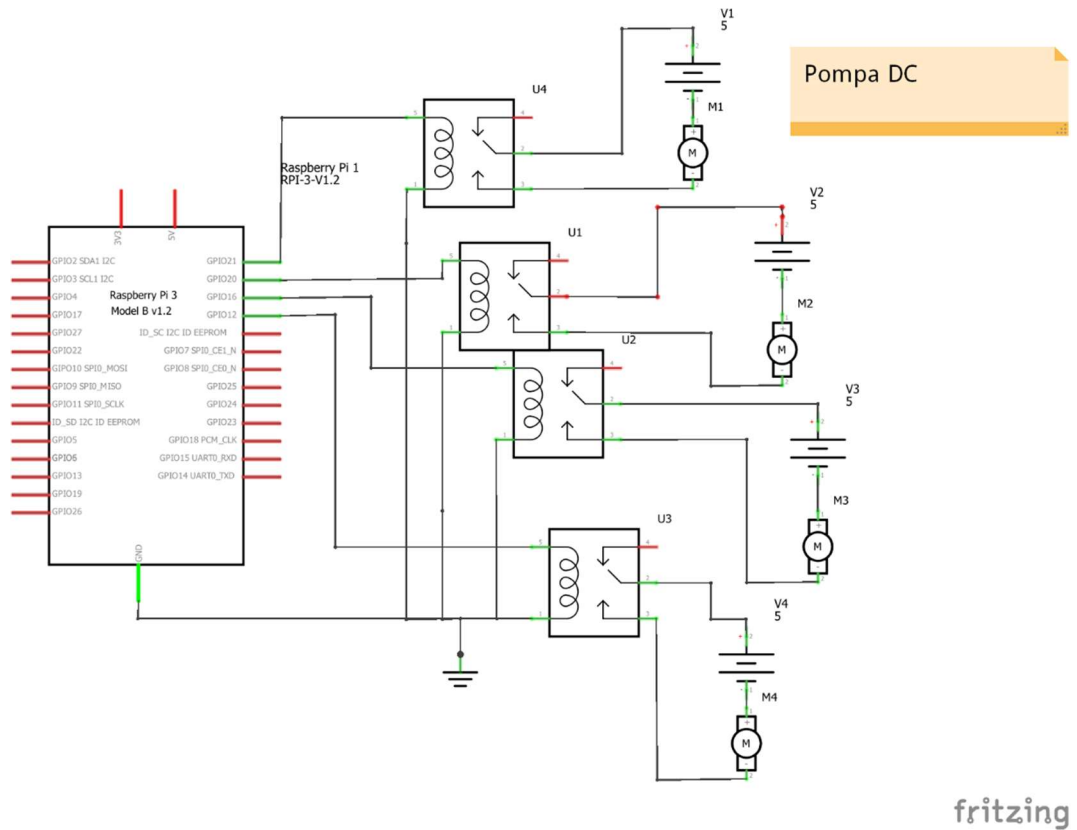 V1
5
Pompa DC
U4
M1
Raspberry Pi 1
RPI-3-V1.2
V2
5
U1
3V3
5V
GPIO2 SDA1 I2C
GPIO21
GPIO3 SCL1 I2C
GPIO20
GPIO4
Raspberry Pi 3
GPIO16
Model B v1.2
GPIO17
GPIO12
M2
GPIO27
ID_SC I2C ID EEPROM
U2
GPIO22
GPIO7 SPI0_CE1_N
GIPO10 SPI0_MOSI
GPIO8 SPI0_CE0_N
GPIO9 SPI0_MISO
GPIO25
V3
5
GPIO11 SPI0_SCLK
GPIO24
ID_SD I2C ID EEPROM
GPIO23
GPIO5
GPIO18 PCM_CLK
GPIO6
GPIO15 UART0_RXD
GPIO13
GPIO14 UART0_TXD
GPIO19
GPIO26
M3
U3
GND
V4
5
M4
M
M
M
M
fritzing